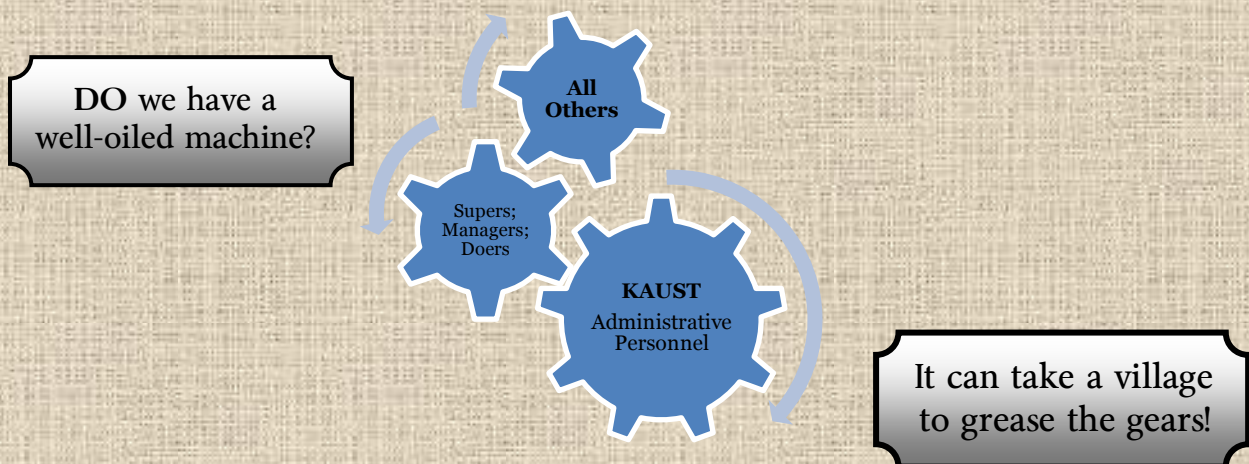 DO we have a
well-oiled machine?
All
Others
Supers;
Managers;
Doers
KAUST
Administrative
Personnel
It can take a village
to grease the gears!